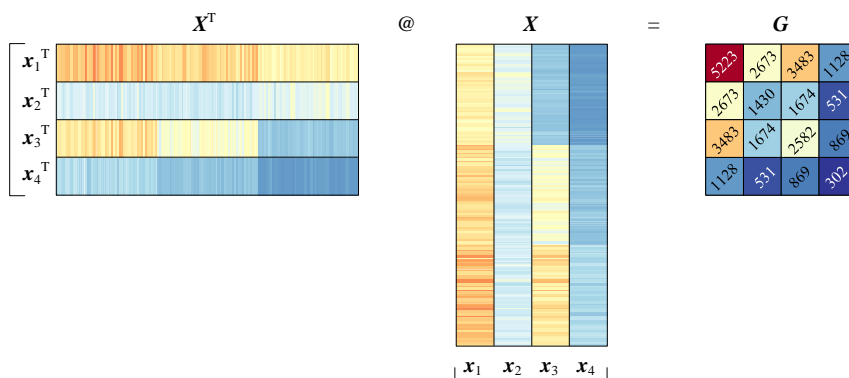 Xᵀ @ X = G
x₁ᵀ
x₂ᵀ
x₃ᵀ
x₄ᵀ
5223 2673 3483 1128
2673 1430 1674 531
3483 1674 2582 869
1128 531 869 302
x₁ x₂ x₃ x₄